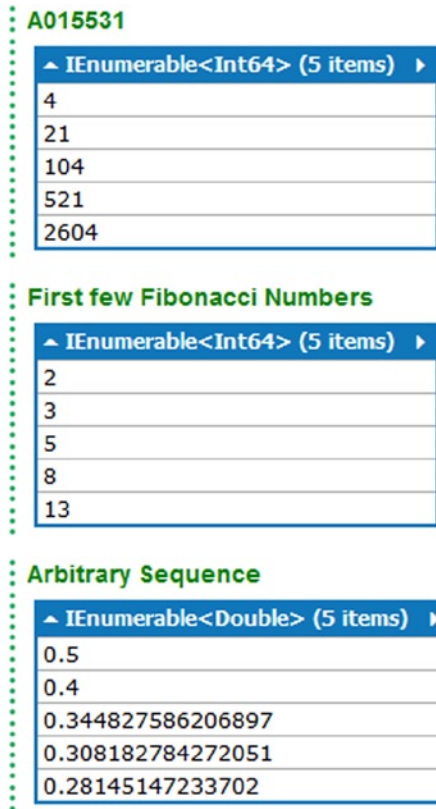 A015531
IEnumerable<Int64> (5 items)
4
21
104
521
2604
First few Fibonacci Numbers
IEnumerable<Int64> (5 items)
2
3
5
8
13
Arbitrary Sequence
IEnumerable<Double> (5 items)
0.5
0.4
0.344827586206897
0.308182784272051
0.28145147233702